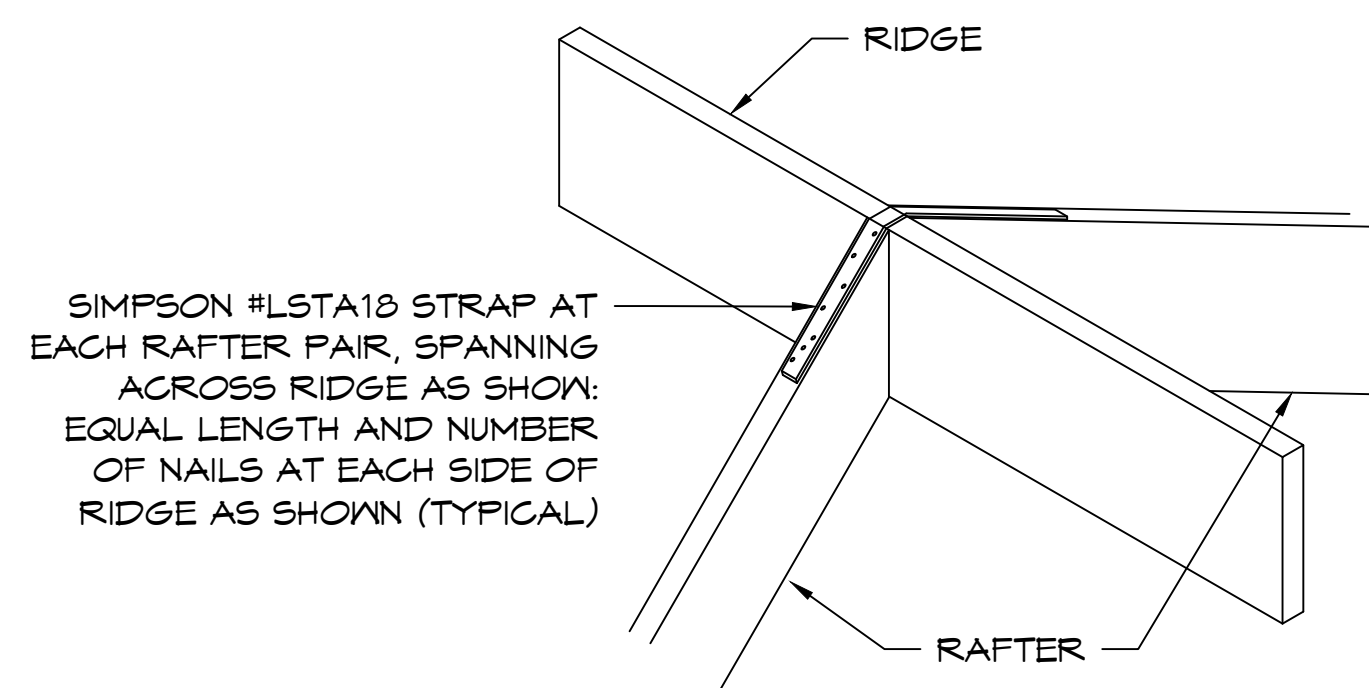 RIDGE
SIMPSON #LSTA18 STRAP AT
EACH RAFTER PAIR, SPANNING
ACROSS RIDGE AS SHOW:
EQUAL LENGTH AND NUMBER
OF NAILS AT EACH SIDE OF
RIDGE AS SHOWN (TYPICAL)
RAFTER